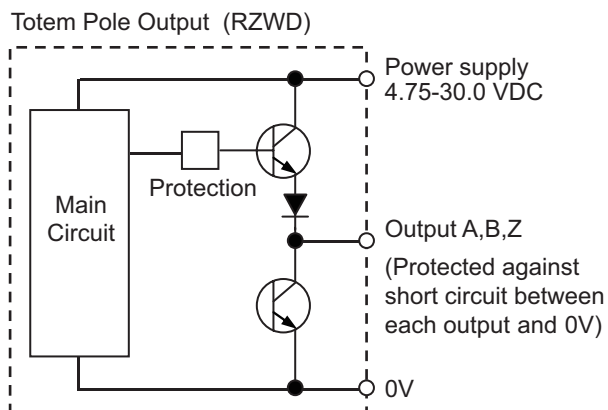 Totem Pole Output (RZWD)
Power supply
4.75-30.0 VDC
Protection
Main
Circuit
Output A,B,Z
(Protected against
short circuit between
each output and 0V)
0V